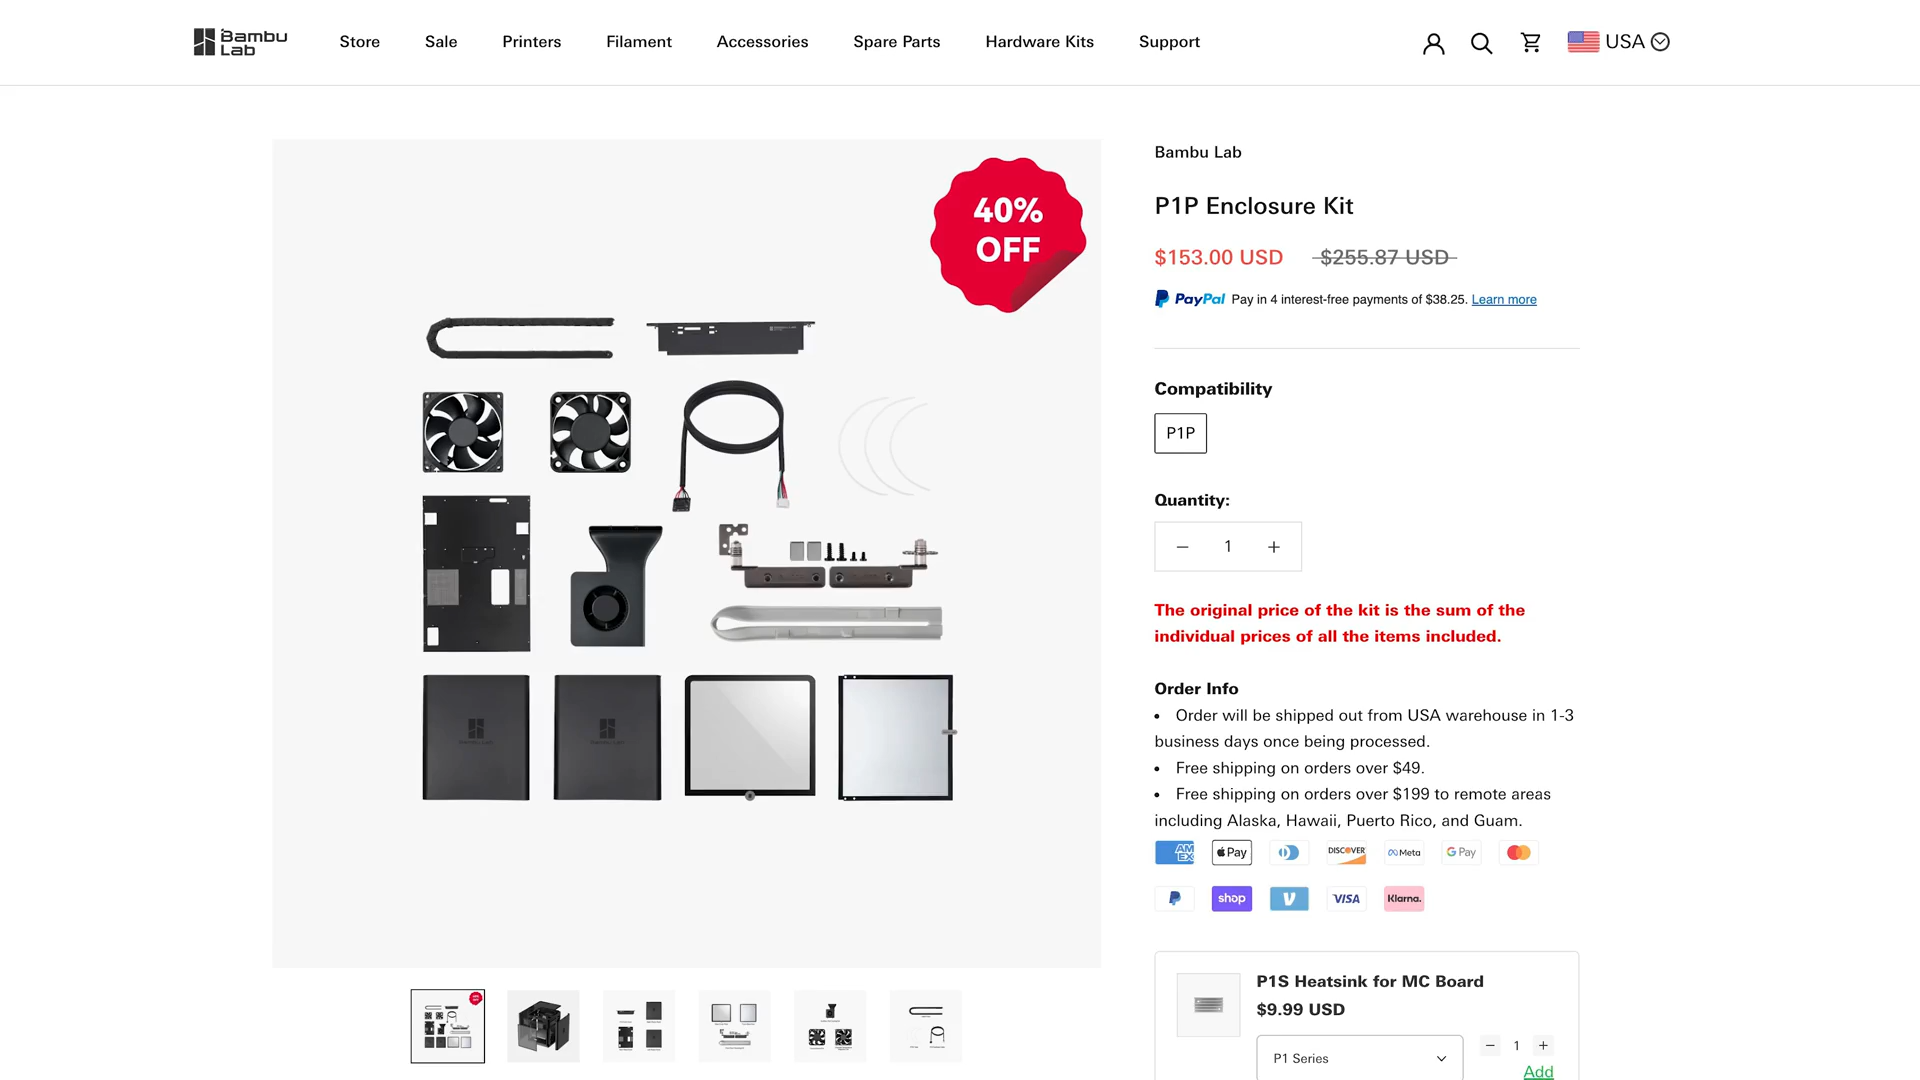 Bambu Lab
Store
Sale
Printers
Filament
Accessories
Spare Parts
Hardware Kits
Support
USA
40%
OFF
Bambu Lab
P1P Enclosure Kit
$153.00 USD
$255.87 USD
PayPal Pay in 4 interest-free payments of $38.25. Learn more
Compatibility
P1P
Quantity:
− 1 +
The original price of the kit is the sum of the
individual prices of all the items included.
Order Info
• Order will be shipped out from USA warehouse in 1-3
business days once being processed.
• Free shipping on orders over $49.
• Free shipping on orders over $199 to remote areas
including Alaska, Hawaii, Puerto Rico, and Guam.
AMEX
Pay
DISCOVER
Meta
G Pay
shop
VISA
Klarna.
P1S Heatsink for MC Board
$9.99 USD
P1 Series
− 1 +
Add